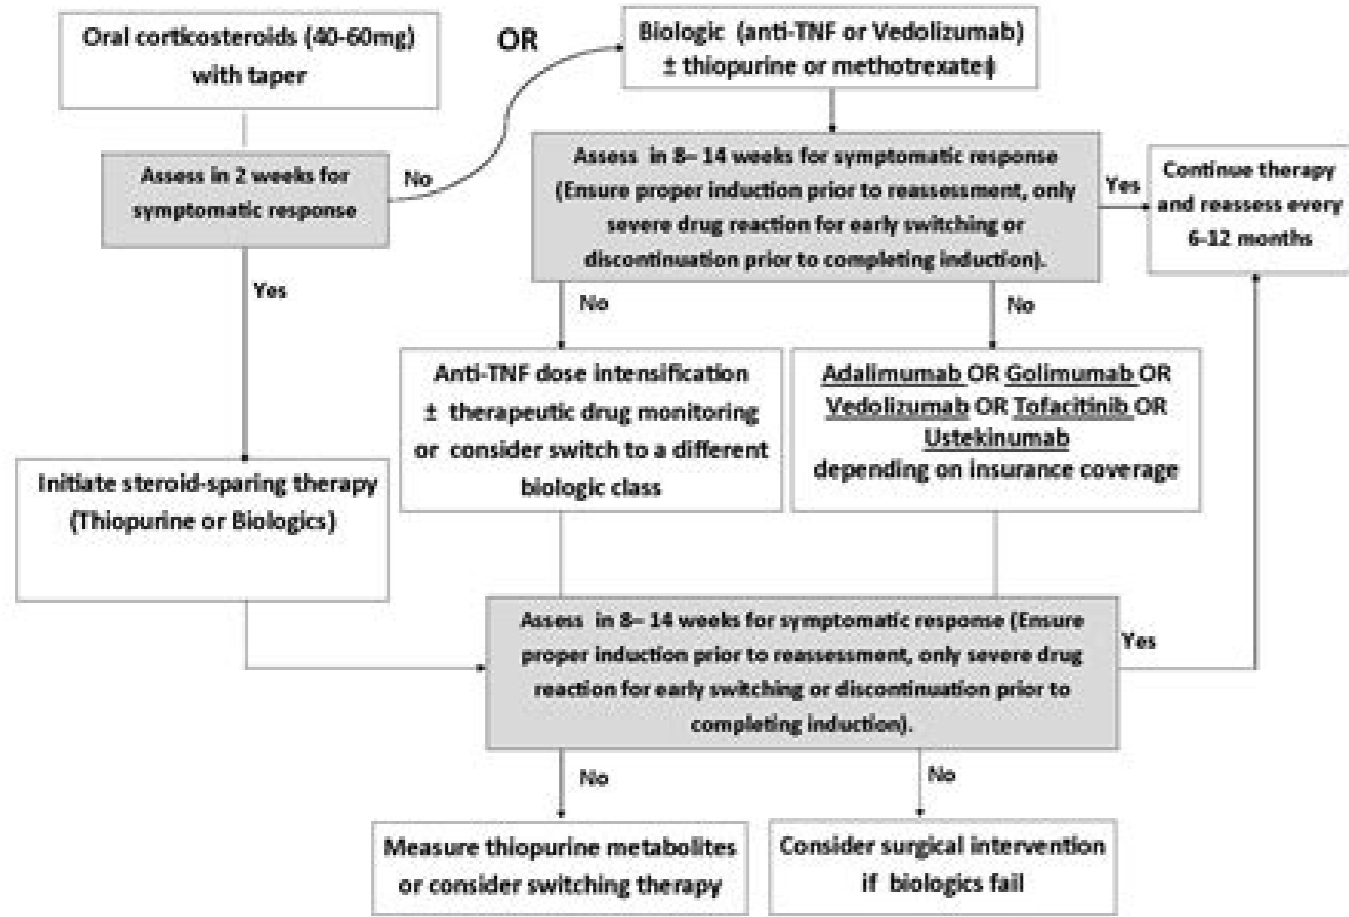 Oral corticosteroids (40-60mg)
with taper
OR
Biologic (anti-TNF or Vedolizumab)
± thiopurine or methotrexate‡
Assess in 2 weeks for
symptomatic response
No
Yes
Assess in 8– 14 weeks for symptomatic response
(Ensure proper induction prior to reassessment, only
severe drug reaction for early switching or
discontinuation prior to completing induction).
Yes
Continue therapy
and reassess every
6-12 months
No
No
Anti-TNF dose intensification
± therapeutic drug monitoring
or consider switch to a different
biologic class
Adalimumab OR Golimumab OR
Vedolizumab OR Tofacitinib OR
Ustekinumab
depending on insurance coverage
Initiate steroid-sparing therapy
(Thiopurine or Biologics)
Assess in 8– 14 weeks for symptomatic response (Ensure
proper induction prior to reassessment, only severe drug
reaction for early switching or discontinuation prior to
completing induction).
Yes
No
No
Measure thiopurine metabolites
or consider switching therapy
Consider surgical intervention
if biologics fail